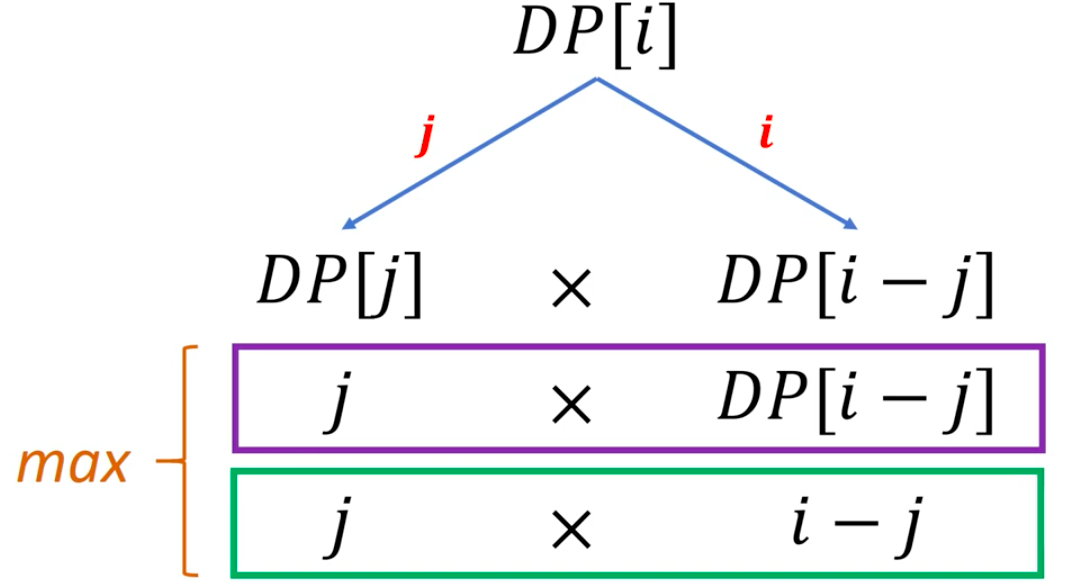 DP[i]
j i
DP[j] × DP[i − j]
j × DP[i − j]
max
j × i − j